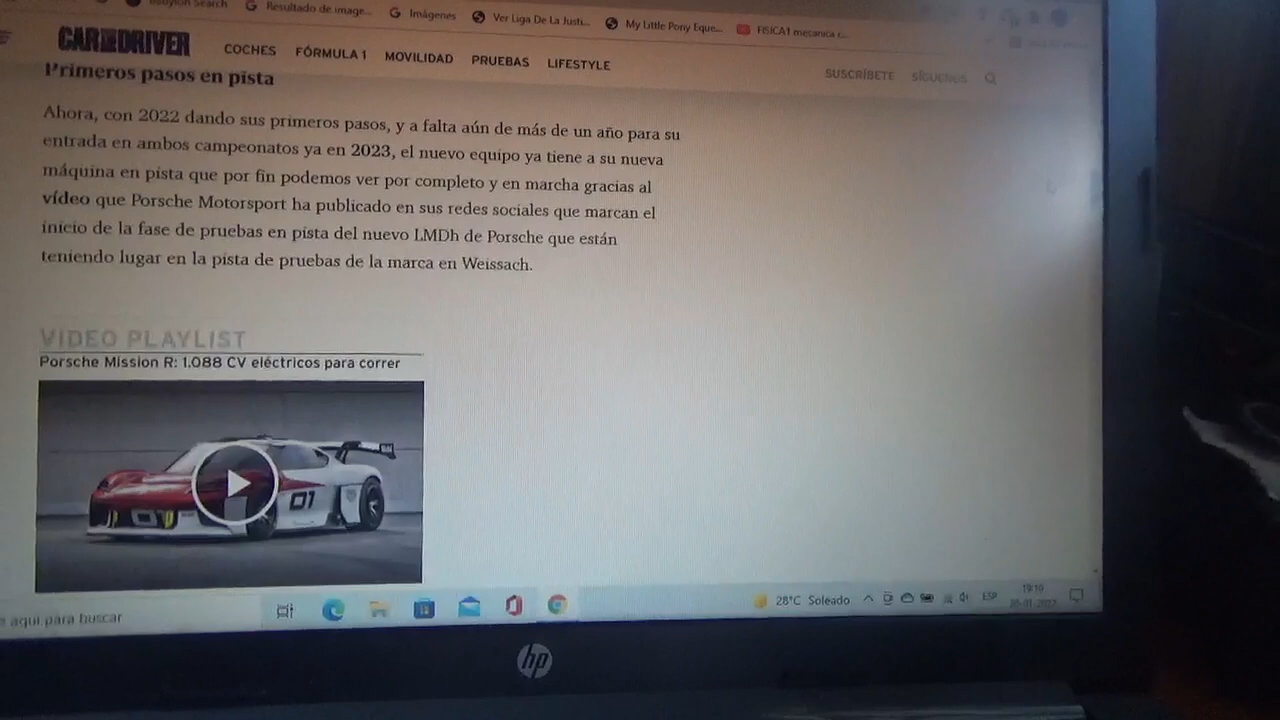 Search
Resultado de image...
Imágenes
Ver Liga De La Justi...
My Little Pony Eque...
FISICA1 mecanica c...
CAR DRIVER
COCHES FÓRMULA 1 MOVILIDAD PRUEBAS LIFESTYLE
SUSCRÍBETE SÍGUENOS
Primeros pasos en pista
Ahora, con 2022 dando sus primeros pasos, y a falta aún de más de un año para su
entrada en ambos campeonatos ya en 2023, el nuevo equipo ya tiene a su nueva
máquina en pista que por fin podemos ver por completo y en marcha gracias al
vídeo que Porsche Motorsport ha publicado en sus redes sociales que marcan el
inicio de la fase de pruebas en pista del nuevo LMDh de Porsche que están
teniendo lugar en la pista de pruebas de la marca en Weissach.
VIDEO PLAYLIST
Porsche Mission R: 1.088 CV eléctricos para correr
01
aquí para buscar
28°C Soleado
ESP
19:10
hp